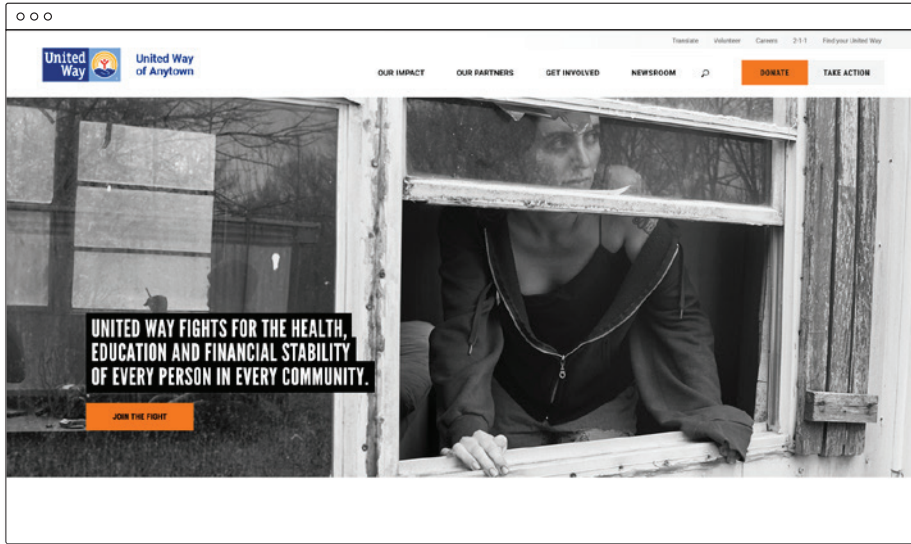 Translate Volunteer Careers 2-1-1 Find your United Way
United
Way
United Way
of Anytown
OUR IMPACT OUR PARTNERS GET INVOLVED NEWSROOM DONATE TAKE ACTION
UNITED WAY FIGHTS FOR THE HEALTH,
EDUCATION AND FINANCIAL STABILITY
OF EVERY PERSON IN EVERY COMMUNITY.
JOIN THE FIGHT